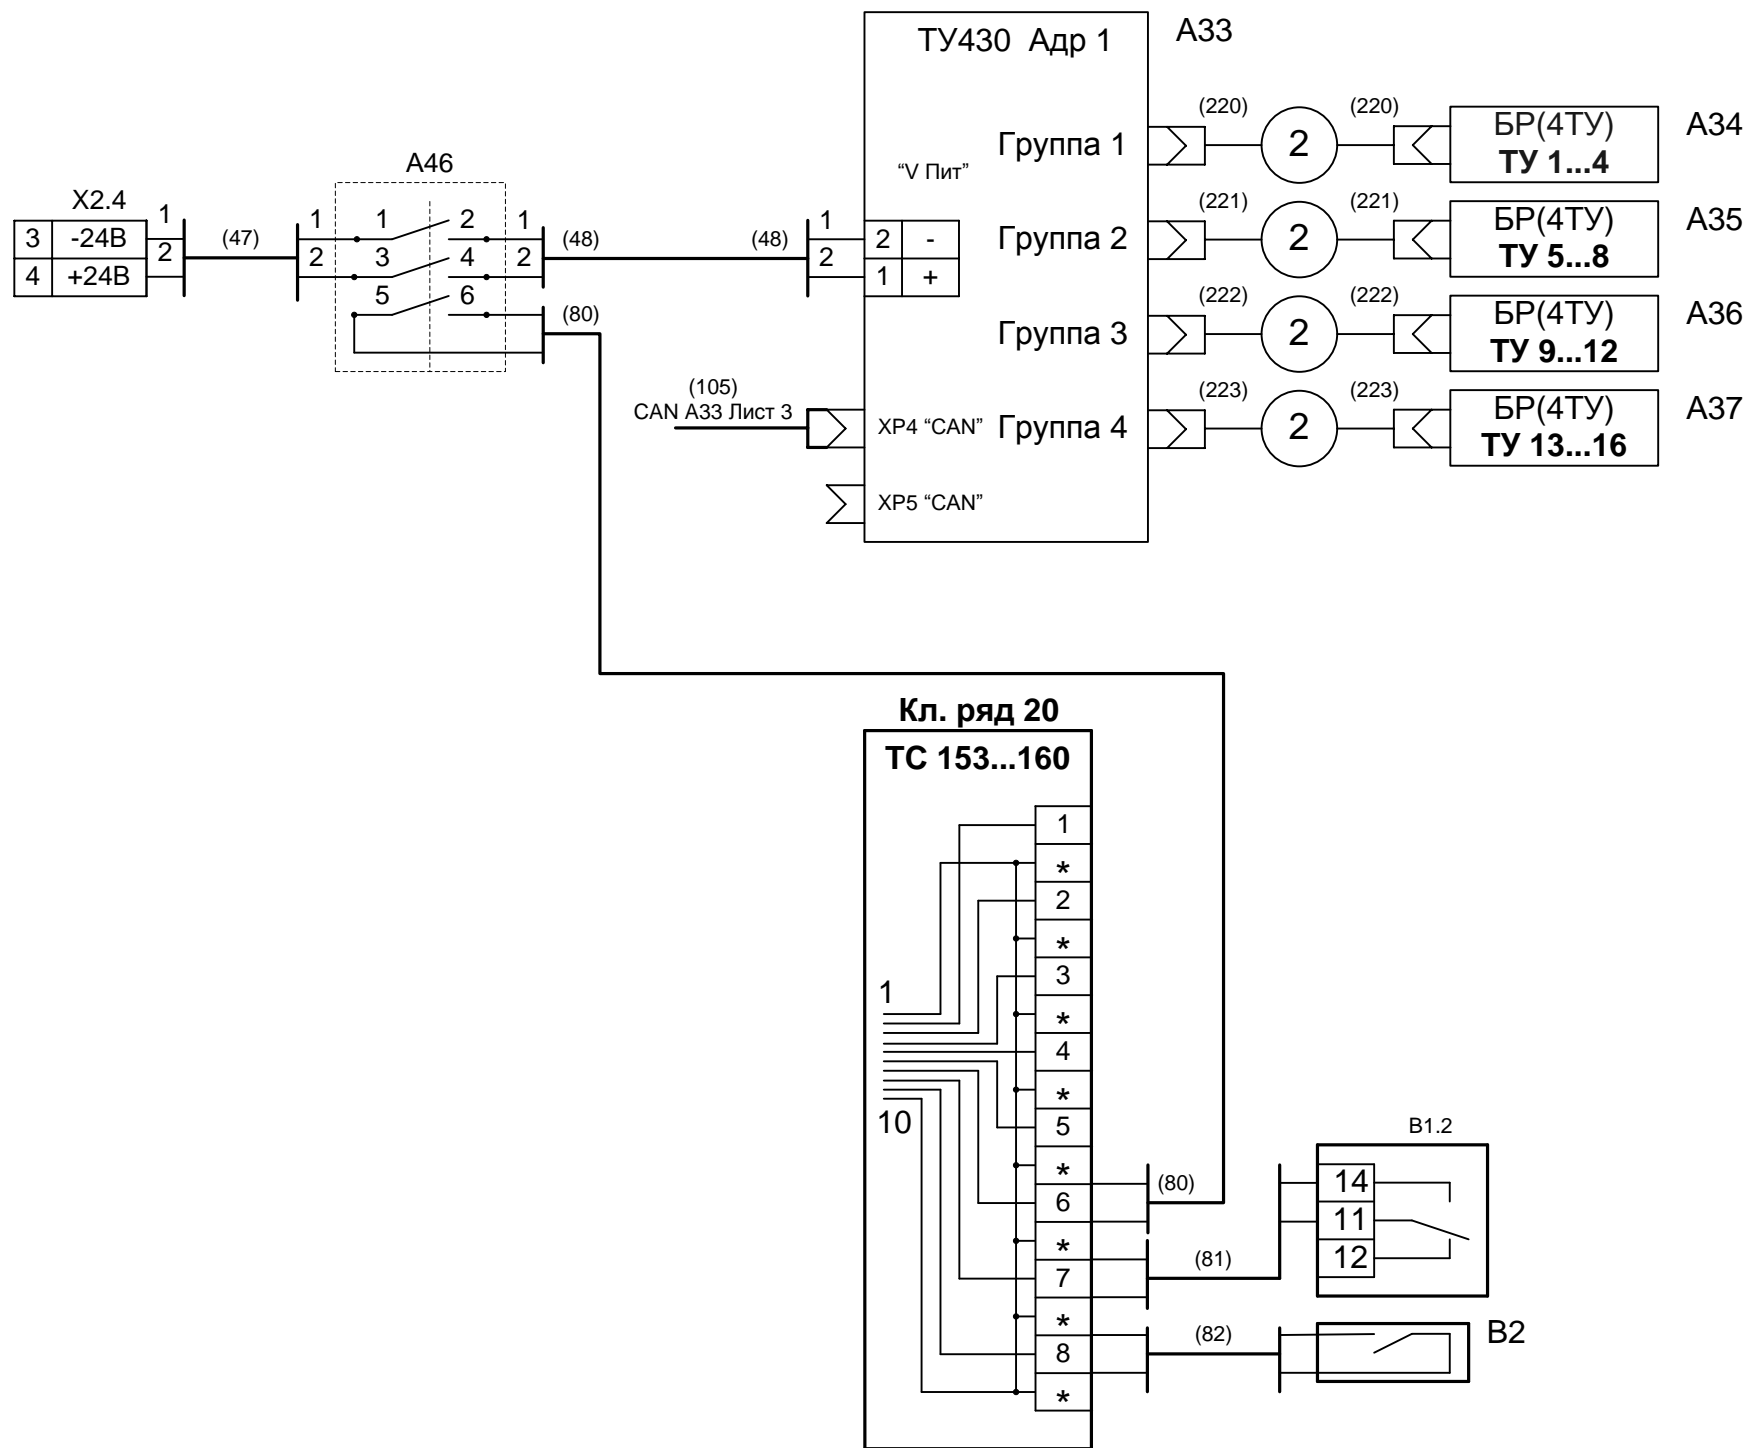 ТУ430 Адр 1
А33
(220)
(220)
Группа 1
2
БР(4ТУ)
ТУ 1...4
А34
“V Пит”
А46
Х2.4
1
2
3
-24В
4
+24В
(47)
1
2
1
2
3
4
5
6
1
2
(48)
(48)
1
2
2
-
1
+
(80)
(221)
(221)
Группа 2
2
БР(4ТУ)
ТУ 5...8
А35
(222)
(222)
Группа 3
2
БР(4ТУ)
ТУ 9...12
А36
(105)
CAN А33 Лист 3
ХР4 “CAN”
(223)
(223)
Группа 4
2
БР(4ТУ)
ТУ 13...16
А37
ХР5 “CAN”
Кл. ряд 20
ТС 153...160
1
*
2
*
3
*
4
*
5
*
6
*
7
*
8
*
1
10
(80)
(81)
(82)
В1.2
14
11
12
В2